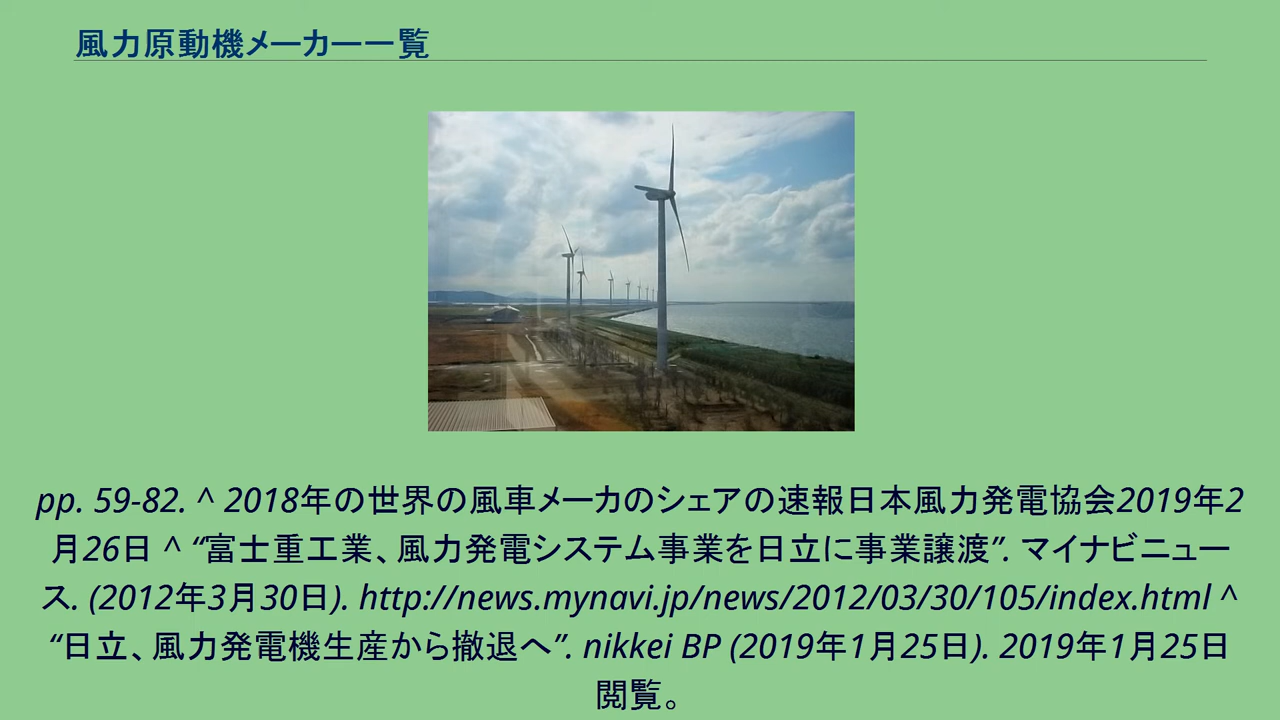 風力原動機メーカー一覧
pp. 59-82. ^ 2018年の世界の風車メーカのシェアの速報日本風力発電協会2019年2
月26日 ^ “富士重工業、風力発電システム事業を日立に事業譲渡”. マイナビニュー
ス. (2012年3月30日). http://news.mynavi.jp/news/2012/03/30/105/index.html ^
“日立、風力発電機生産から撤退へ”. nikkei BP (2019年1月25日). 2019年1月25日
閲覧。